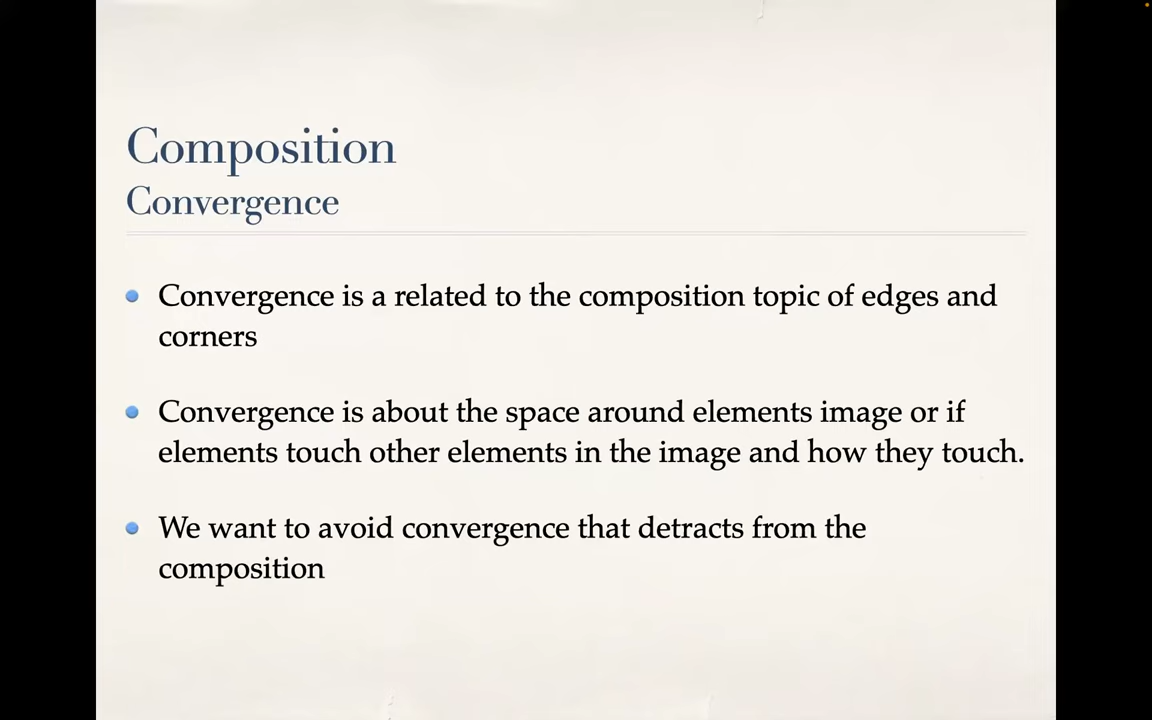 Composition
Convergence
Convergence is a related to the composition topic of edges and
corners
Convergence is about the space around elements image or if
elements touch other elements in the image and how they touch.
We want to avoid convergence that detracts from the
composition